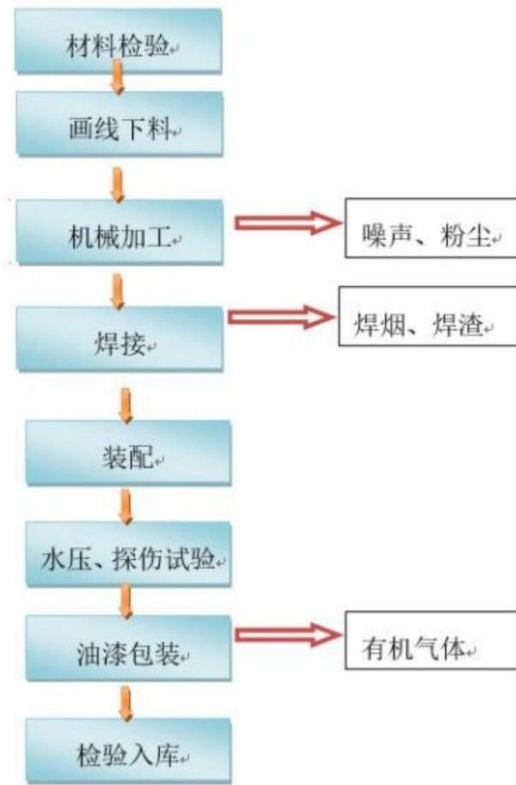 材料检验
画线下料
机械加工
噪声、粉尘
焊接
焊烟、焊渣
装配
水压、探伤试验
油漆包装
有机气体
检验入库